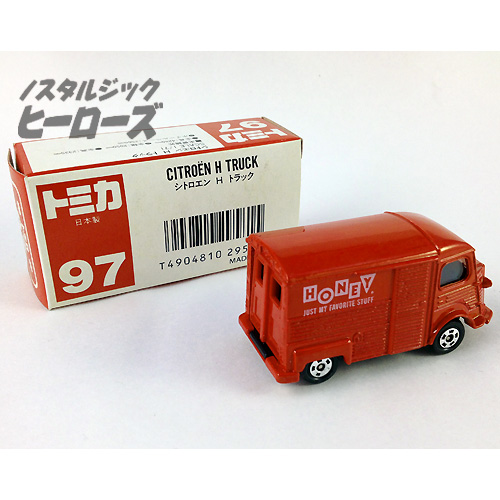 ノスタルジック
ヒーローズ
トミカ
日本製
97
CITROËN H TRUCK
シトロエン H トラック
T4904810 295
MADE
HONEY
JUST MY FAVORITE STUFF
トミカ
97